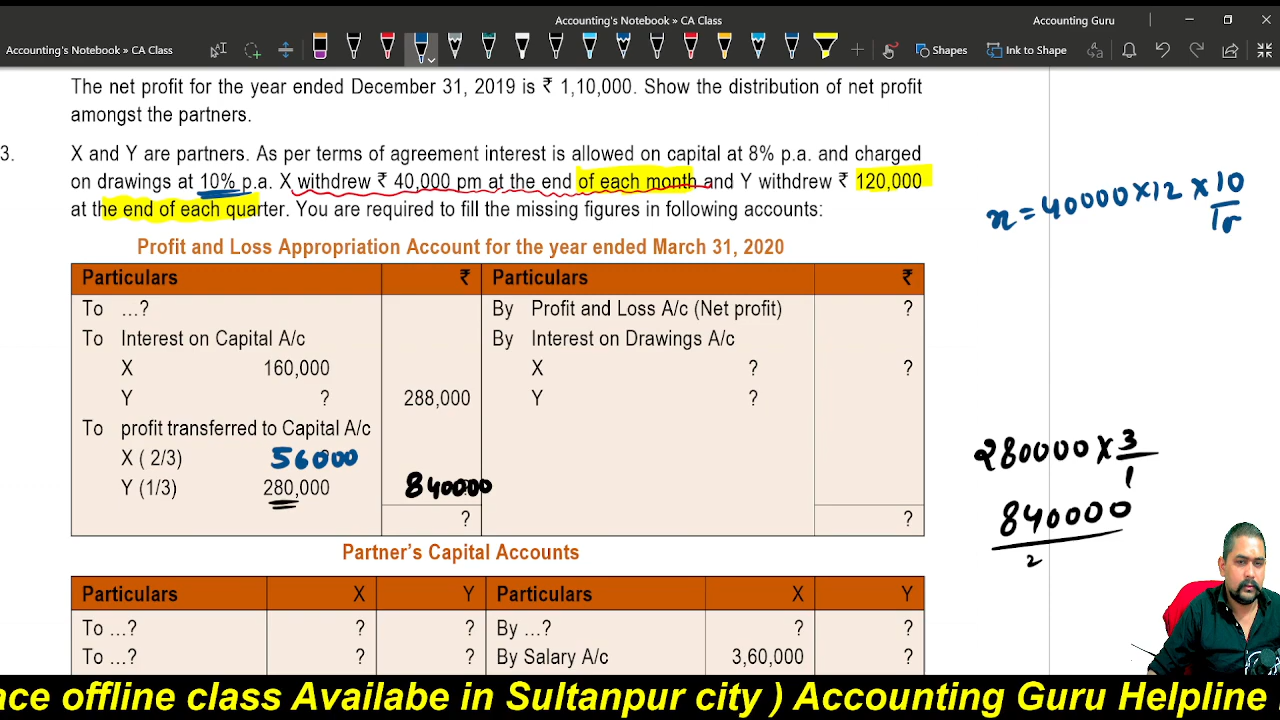 Accounting's Notebook » CA Class
Accounting Guru
Accounting's Notebook » CA Class
Shapes
Ink to Shape
The net profit for the year ended December 31, 2019 is ₹ 1,10,000. Show the distribution of net profit
amongst the partners.
3. X and Y are partners. As per terms of agreement interest is allowed on capital at 8% p.a. and charged
on drawings at 10% p.a. X withdrew ₹ 40,000 pm at the end of each month and Y withdrew ₹ 120,000
at the end of each quarter. You are required to fill the missing figures in following accounts:
x = 40000 × 12 × 10
Profit and Loss Appropriation Account for the year ended March 31, 2020
Particulars ₹ Particulars ₹
To …? By Profit and Loss A/c (Net profit) ?
To Interest on Capital A/c By Interest on Drawings A/c
X 160,000 X ? ?
Y ? 288,000 Y ?
To profit transferred to Capital A/c
X ( 2/3) 56000
Y (1/3) 280,000 840000
? ?
280000 × 3
1
840000
2
Partner's Capital Accounts
Particulars X Y Particulars X Y
To …? ? ? By …? ? ?
To …? ? ? By Salary A/c 3,60,000 ?
ace offline class Availabe in Sultanpur city ) Accounting Guru Helpline